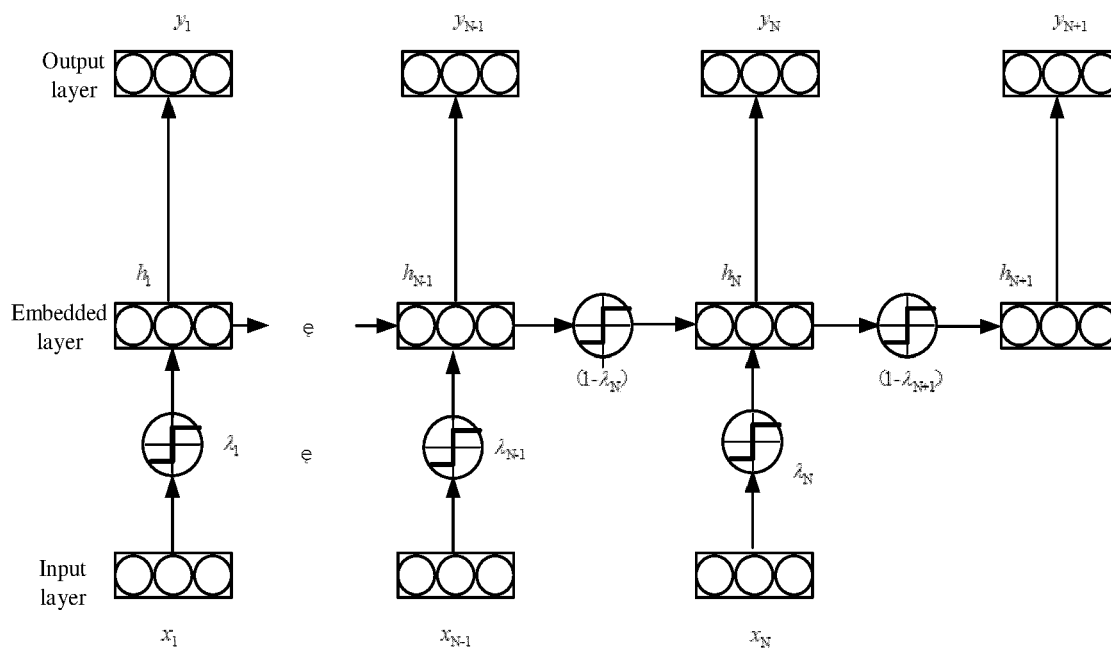 y1 yN-1 yN yN+1
Output
layer
h1 hN-1 hN hN+1
Embedded
layer
e
(1-λN) (1-λN+1)
λ1 e λN-1 λN
Input
layer
x1 xN-1 xN